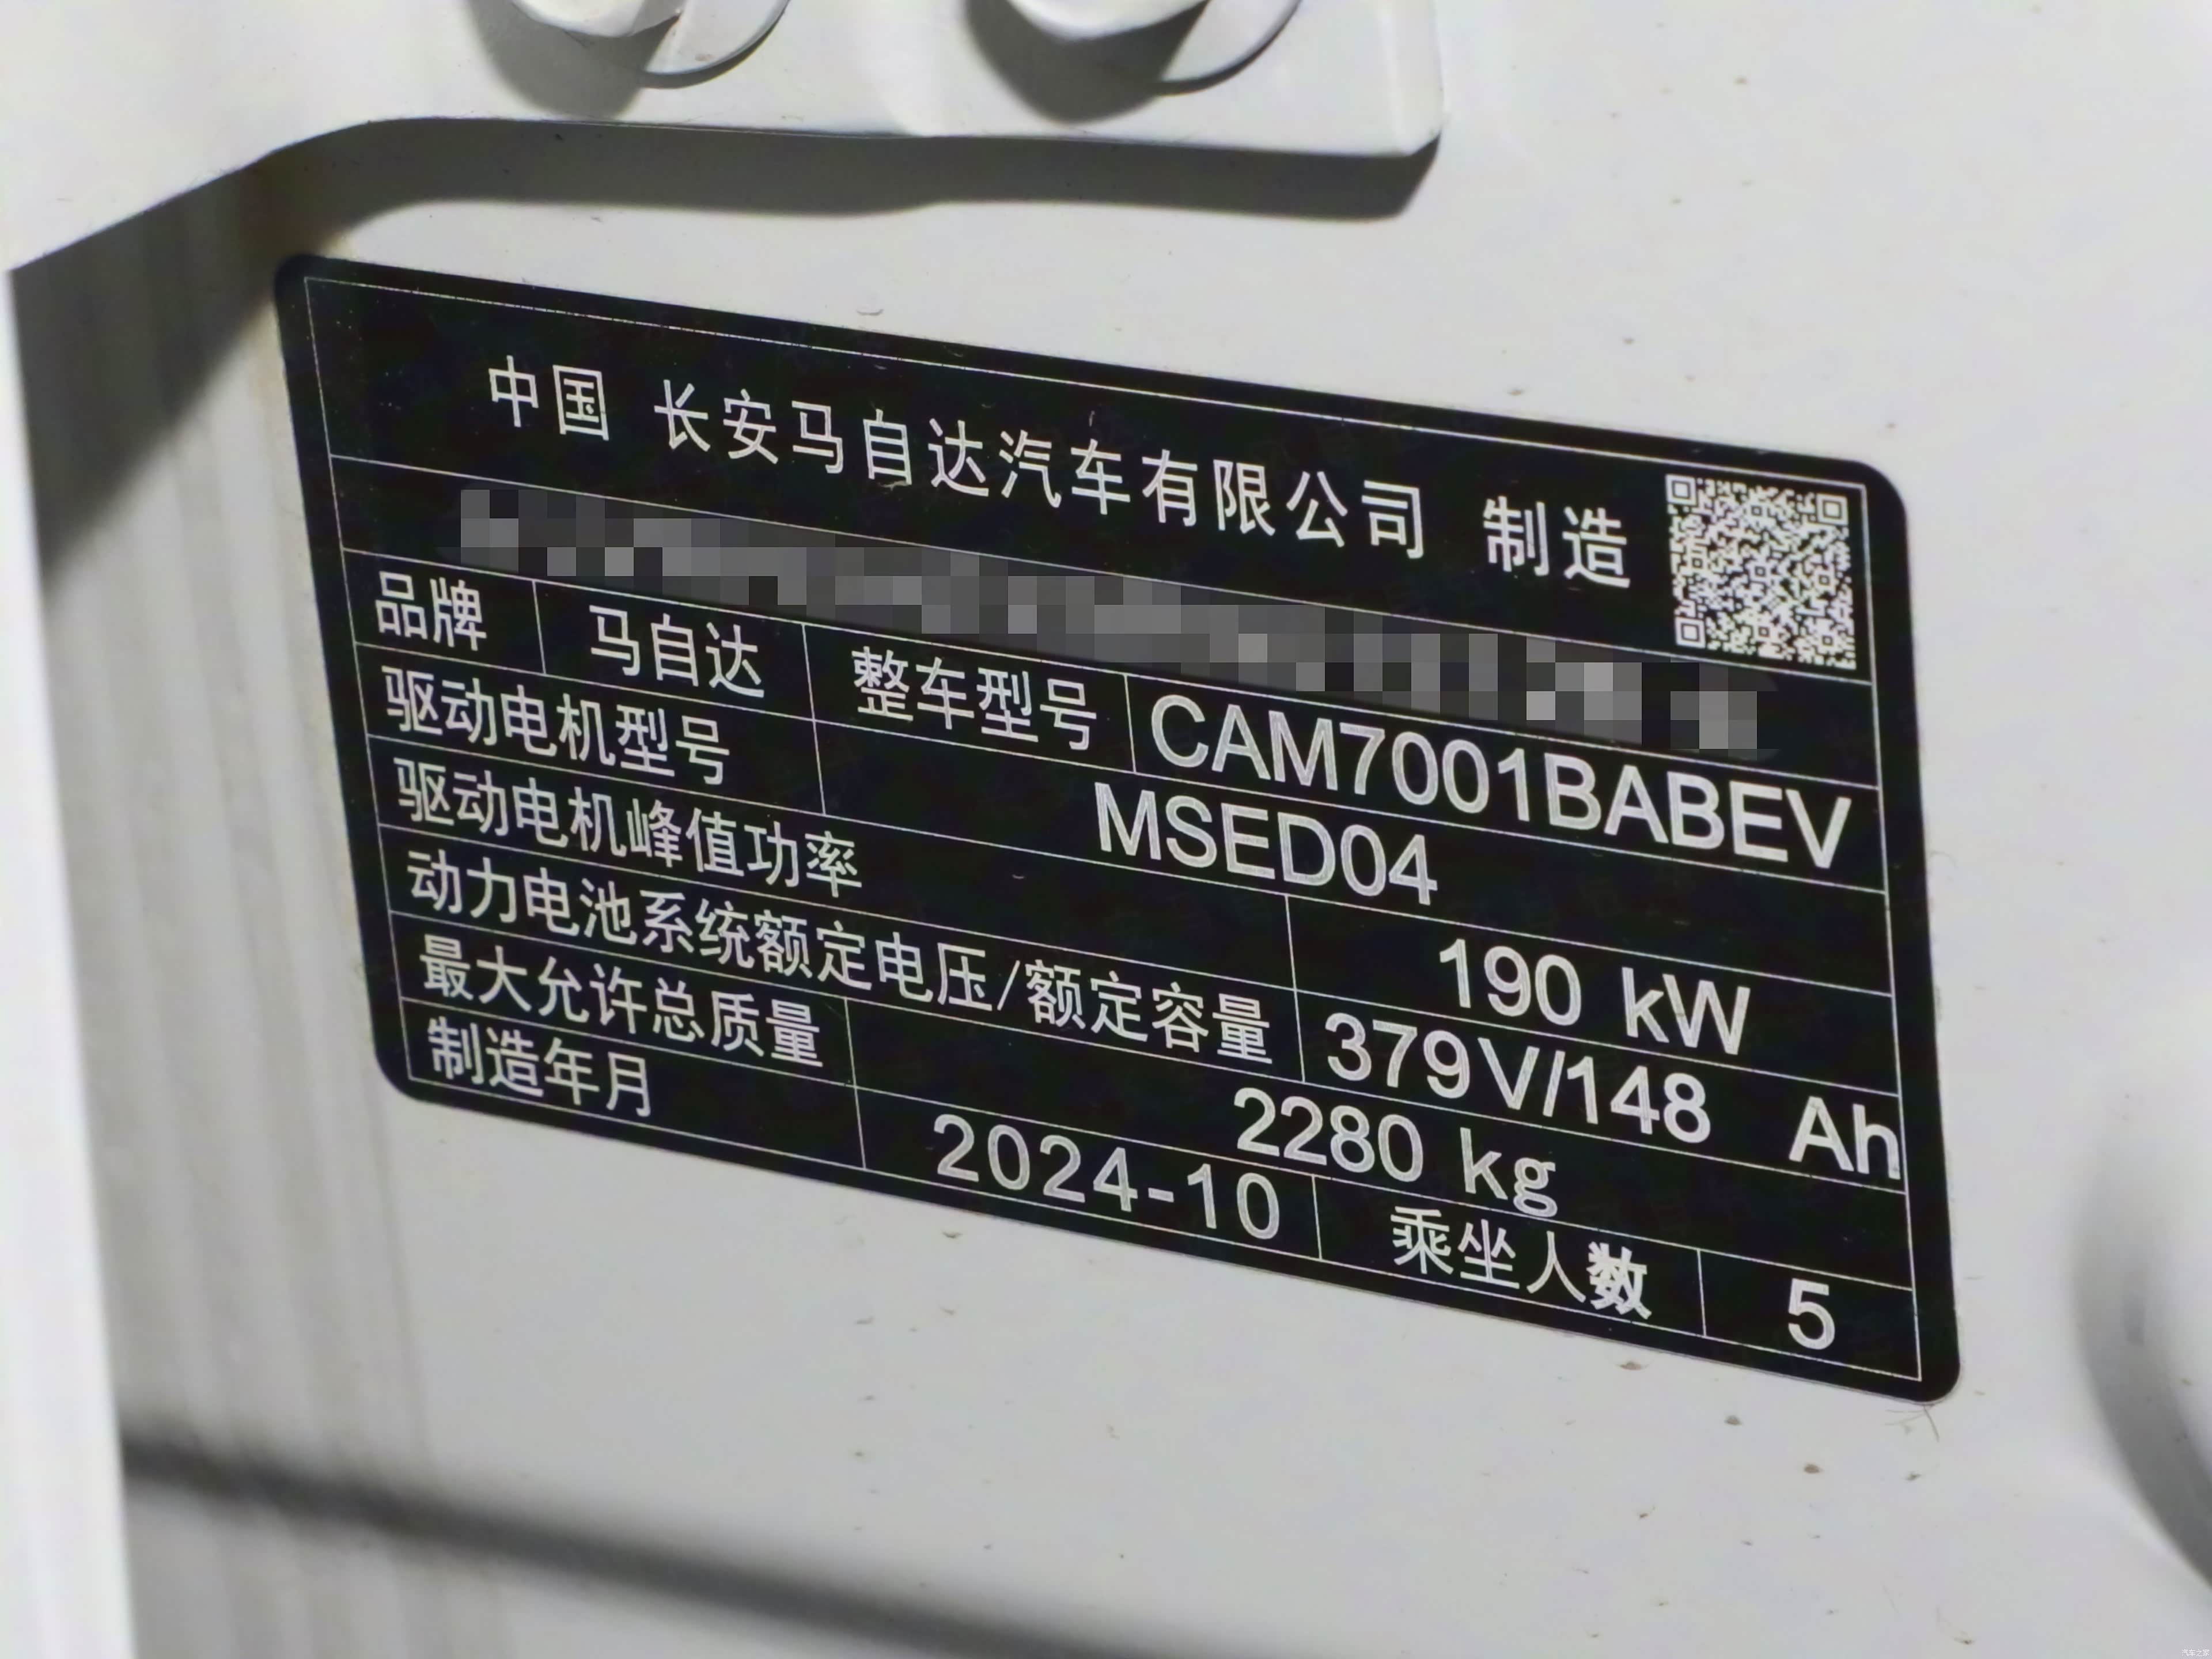 中国 长安马自达汽车有限公司 制造
品牌 马自达 整车型号 CAM7001BABEV
驱动电机型号 MSED04
驱动电机峰值功率 190 kW
动力电池系统额定电压/额定容量 379V/148 Ah
最大允许总质量 2280 kg
制造年月 2024-10 乘坐人数 5
汽车之家